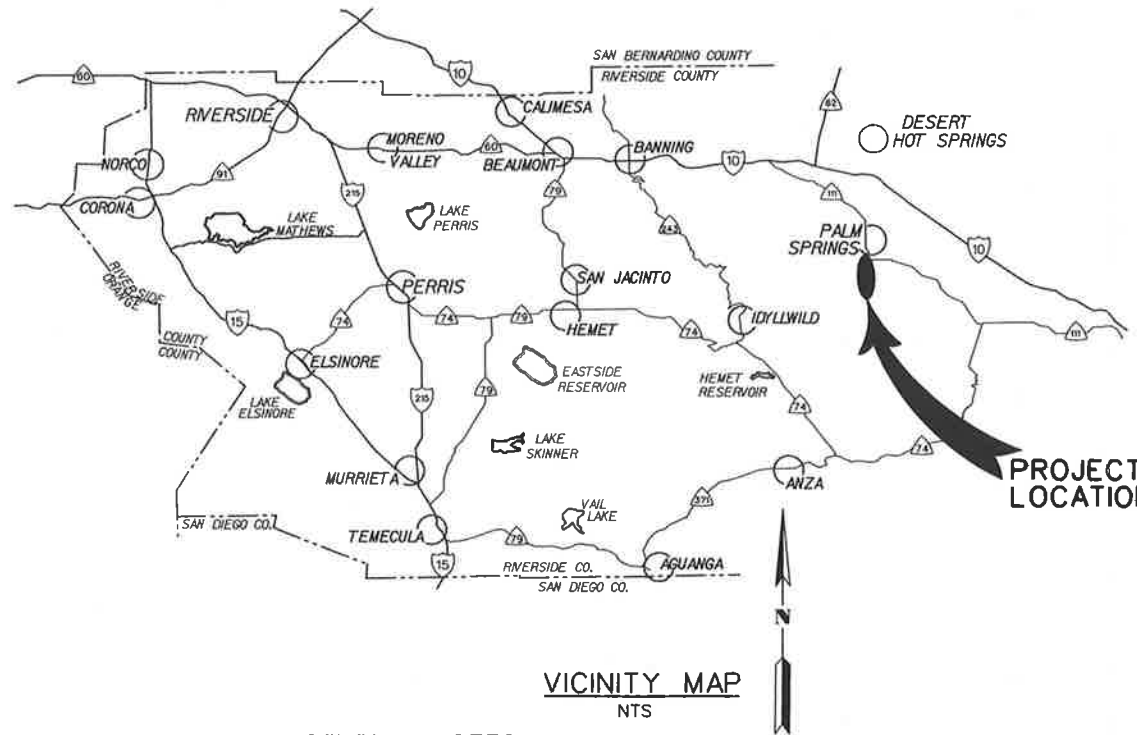 SAN BERNARDINO COUNTY
RIVERSIDE COUNTY
60
10
62
RIVERSIDE
CALIMESA
DESERT
HOT SPRINGS
MORENO
VALLEY
60
BEAUMONT
BANNING
10
NORCO
91
CORONA
215
79
111
LAKE
MATHEWS
LAKE
PERRIS
243
PALM
SPRINGS
10
RIVERSIDE
ORANGE
SAN JACINTO
PERRIS
15
74
79
HEMET
74
IDYLLWILD
111
COUNTY
COUNTY
ELSINORE
EASTSIDE
RESERVOIR
HEMET
RESERVOIR
LAKE
ELSINORE
215
79
74
LAKE
SKINNER
74
MURRIETA
ANZA
PROJECT
LOCATION
371
VAIL
LAKE
SAN DIEGO CO.
TEMECULA
79
15
RIVERSIDE CO.
SAN DIEGO CO.
AGUANGA
N
VICINITY MAP
NTS